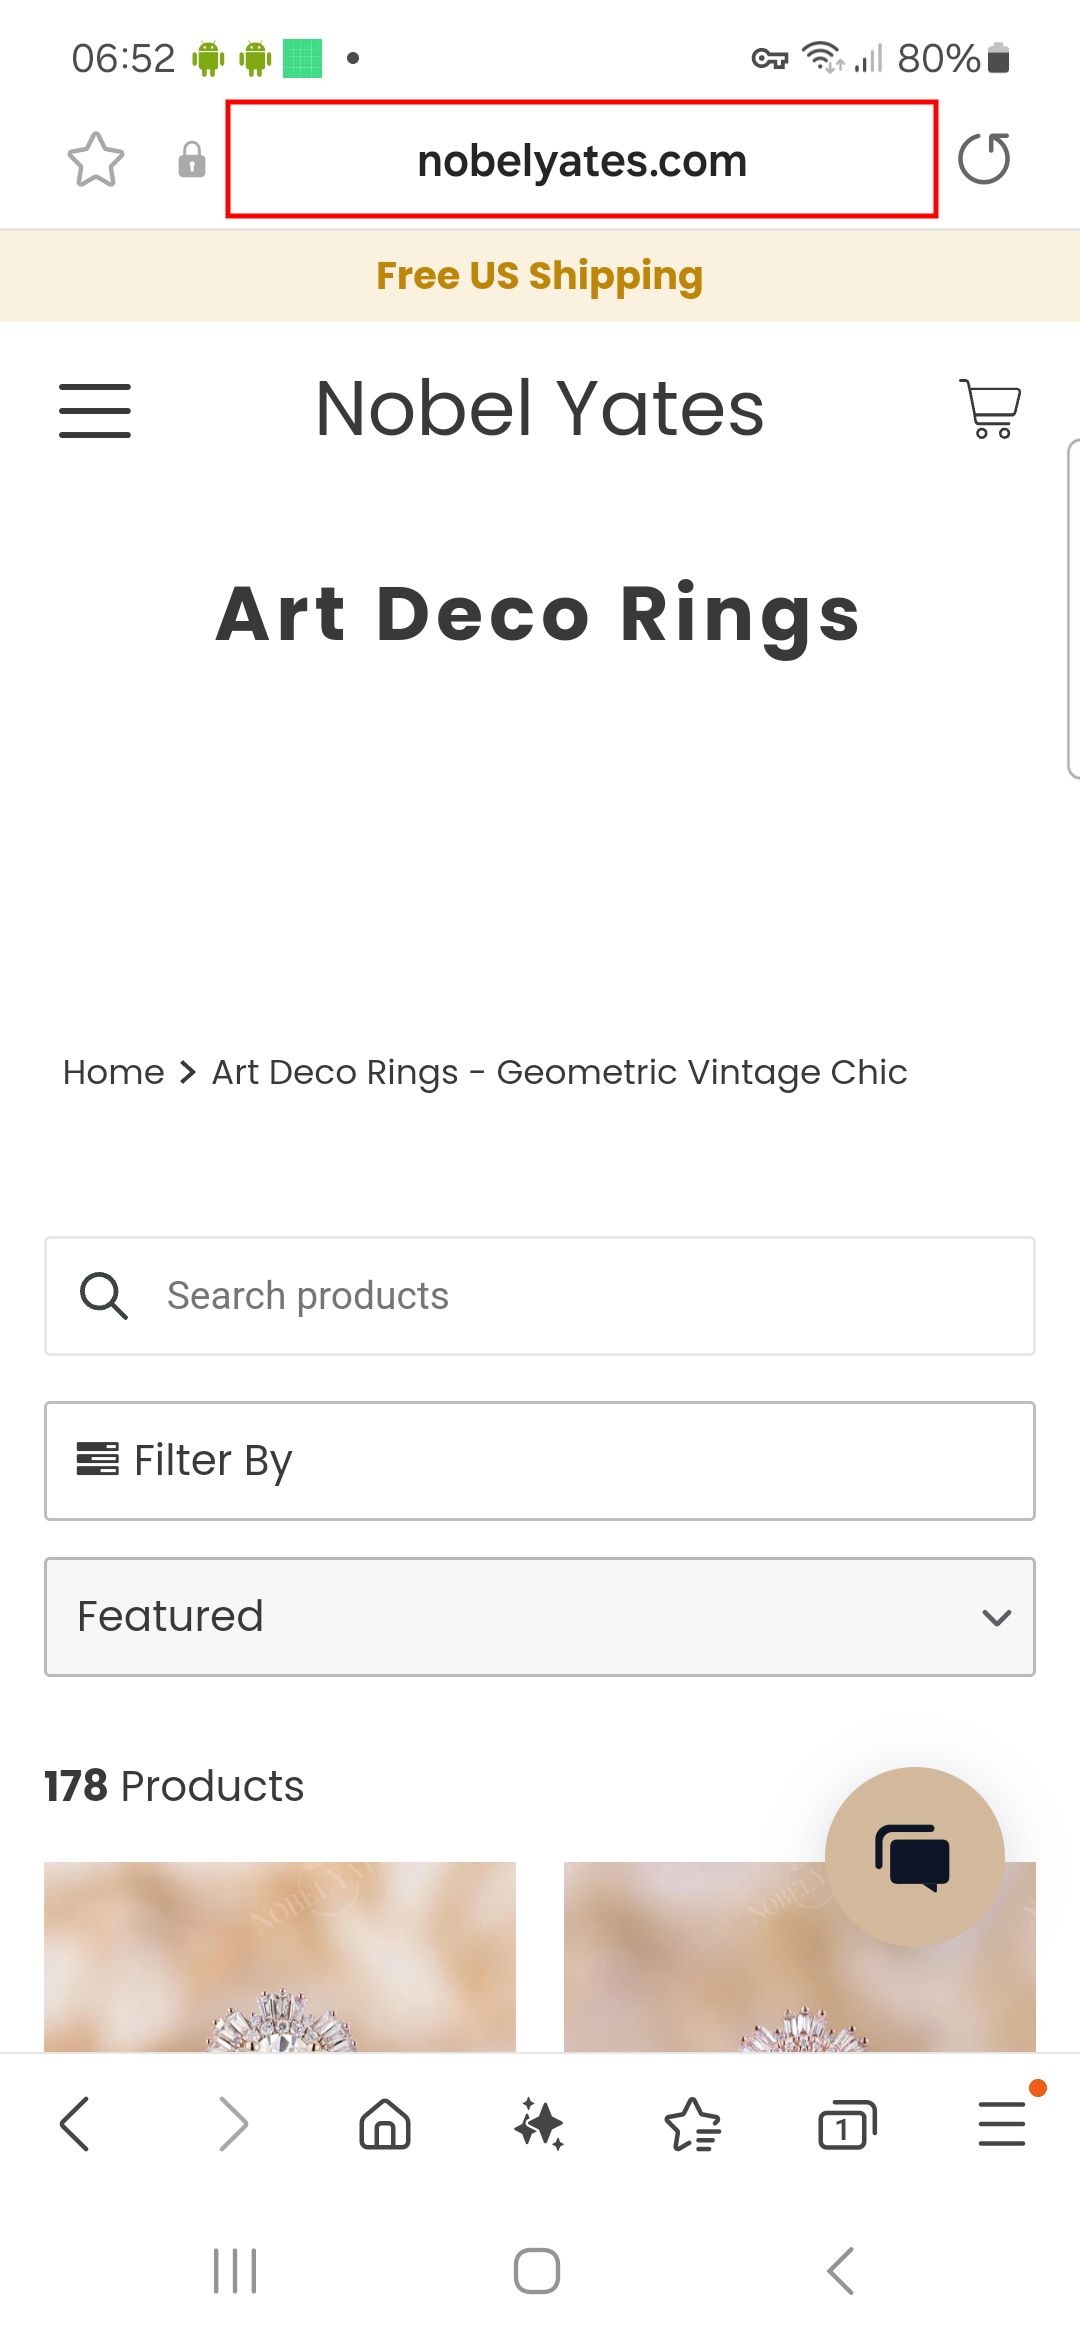 06:52
80%
nobelyates.com
Free US Shipping
Nobel Yates
Art Deco Rings
Home > Art Deco Rings - Geometric Vintage Chic
Search products
Filter By
Featured
178 Products
1